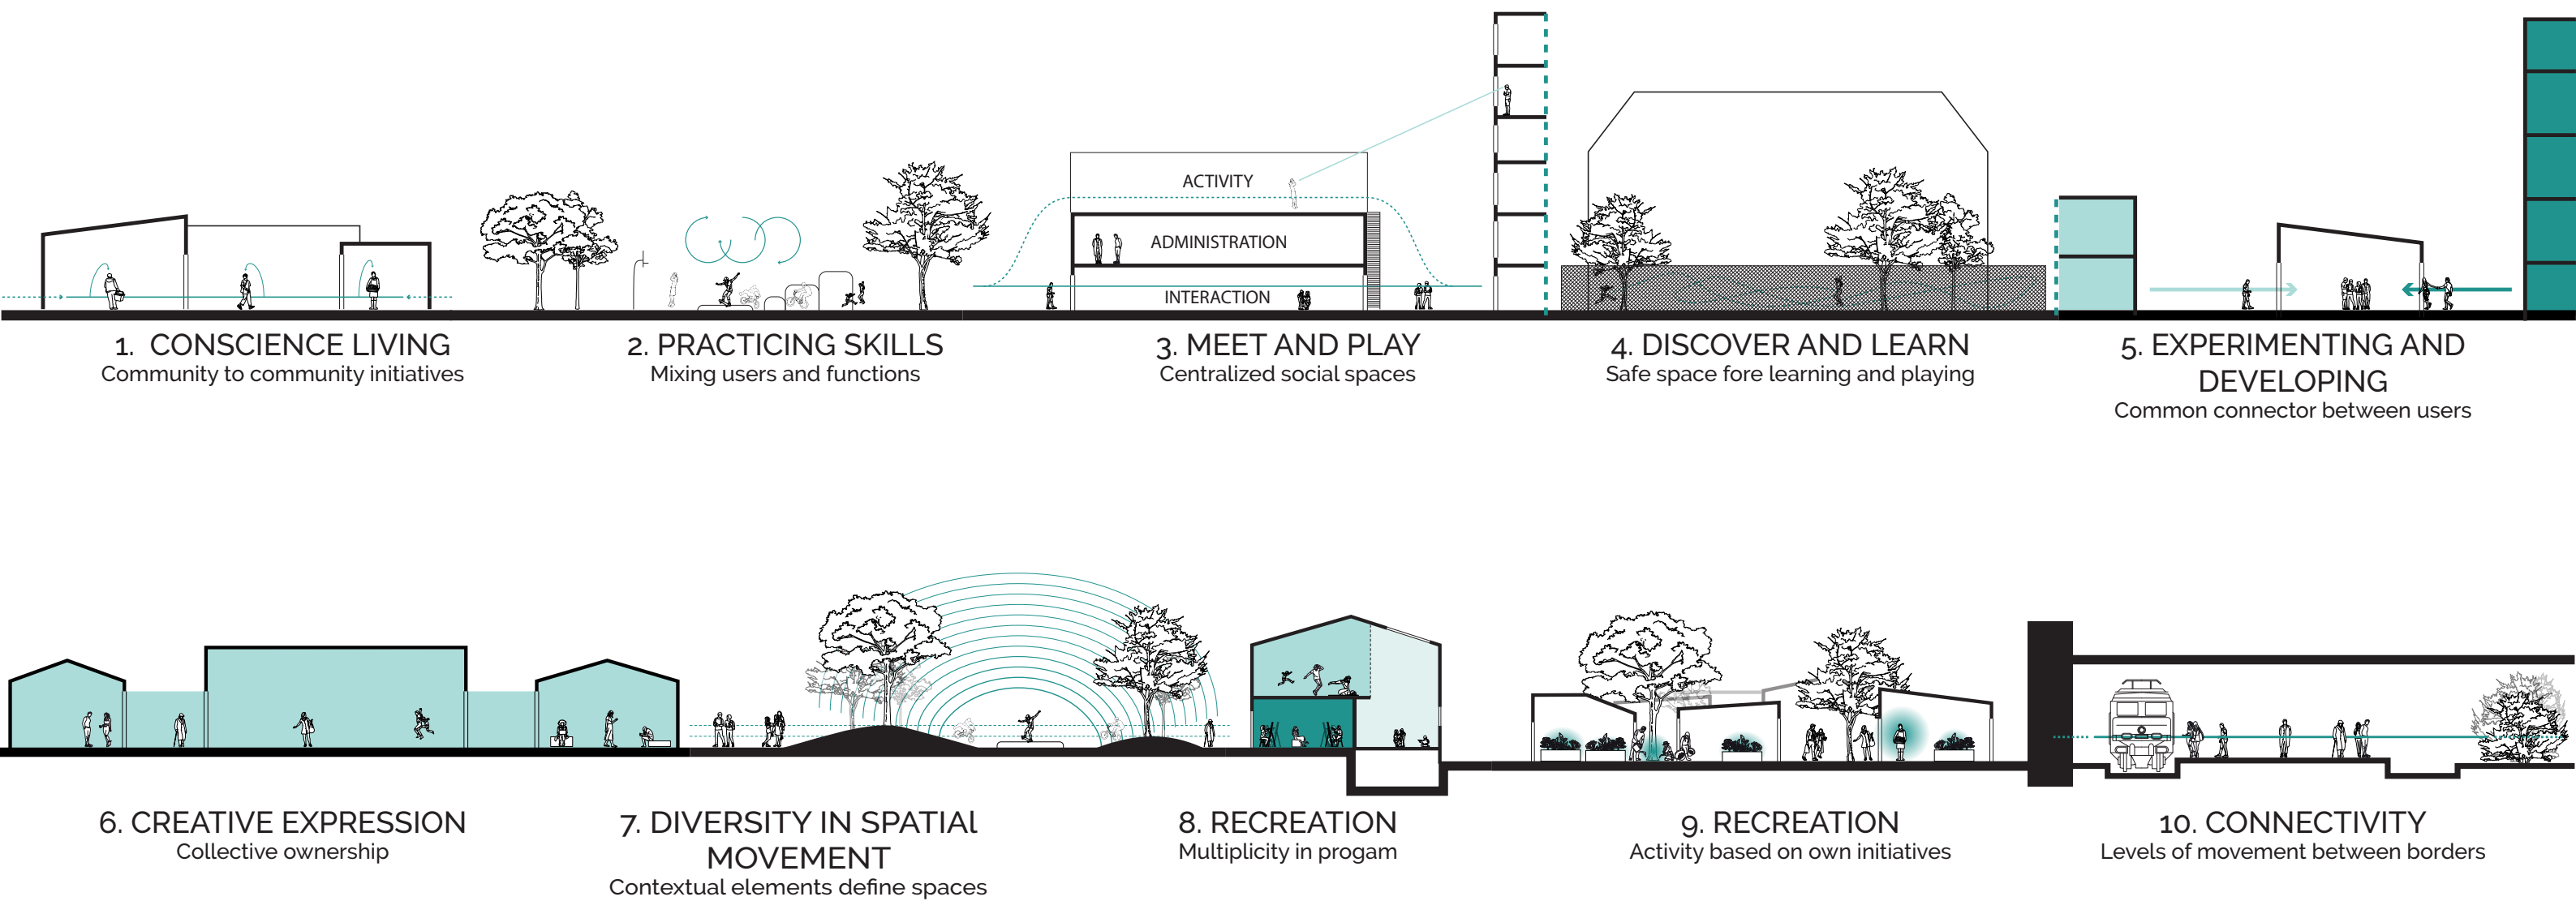 ACTIVITY
ADMINISTRATION
INTERACTION
1. CONSCIENCE LIVING
Community to community initiatives
2. PRACTICING SKILLS
Mixing users and functions
3. MEET AND PLAY
Centralized social spaces
4. DISCOVER AND LEARN
Safe space fore learning and playing
5. EXPERIMENTING AND
DEVELOPING
Common connector between users
6. CREATIVE EXPRESSION
Collective ownership
7. DIVERSITY IN SPATIAl
MOVEMENT
Contextual elements define spaces
8. RECREATION
Multiplicity in progam
9. RECREATION
Activity based on own initiatives
10. CONNECTIVITY
Levels of movement between borders